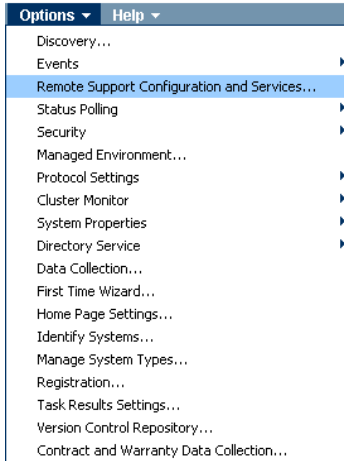 Options Help
Discovery...
Events
Remote Support Configuration and Services...
Status Polling
Security
Managed Environment...
Protocol Settings
Cluster Monitor
System Properties
Directory Service
Data Collection...
First Time Wizard...
Home Page Settings...
Identify Systems...
Manage System Types...
Registration...
Task Results Settings...
Version Control Repository...
Contract and Warranty Data Collection...